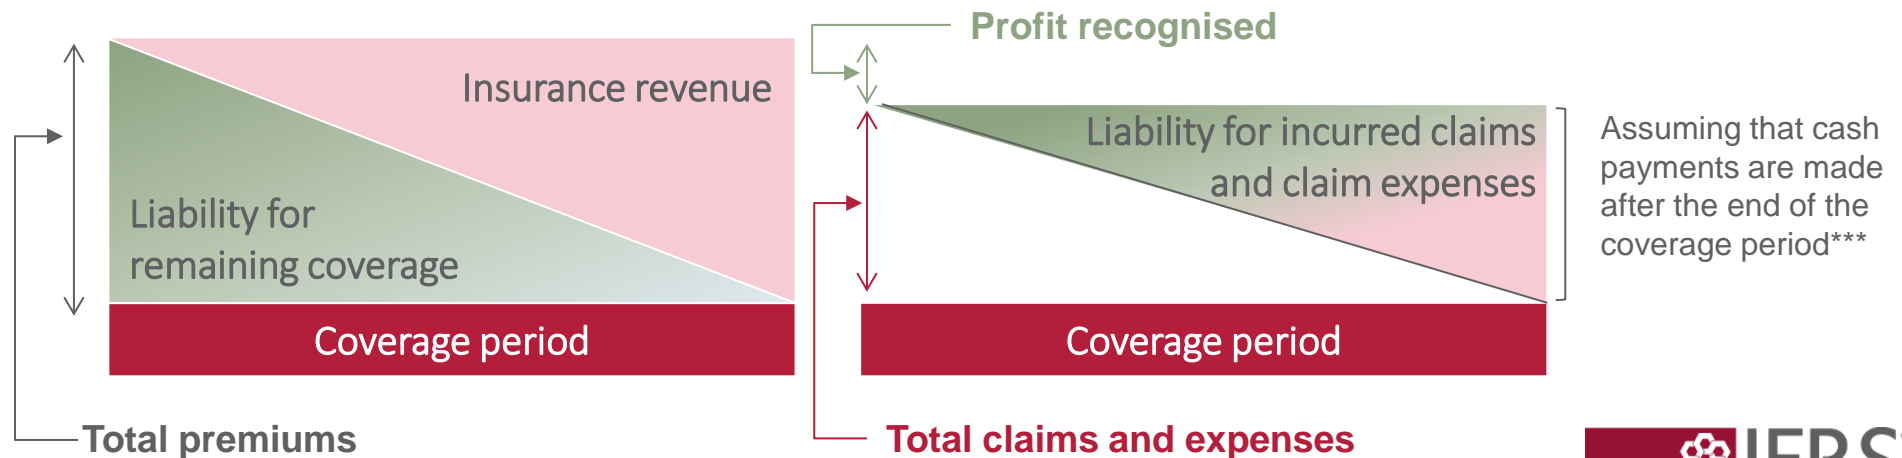 Profit recognised
Insurance revenue
Liability for
remaining coverage
Coverage period
Total premiums
Liability for incurred claims
and claim expenses
Coverage period
Total claims and expenses
Assuming that cash
payments are made
after the end of the
coverage period***
IFRS